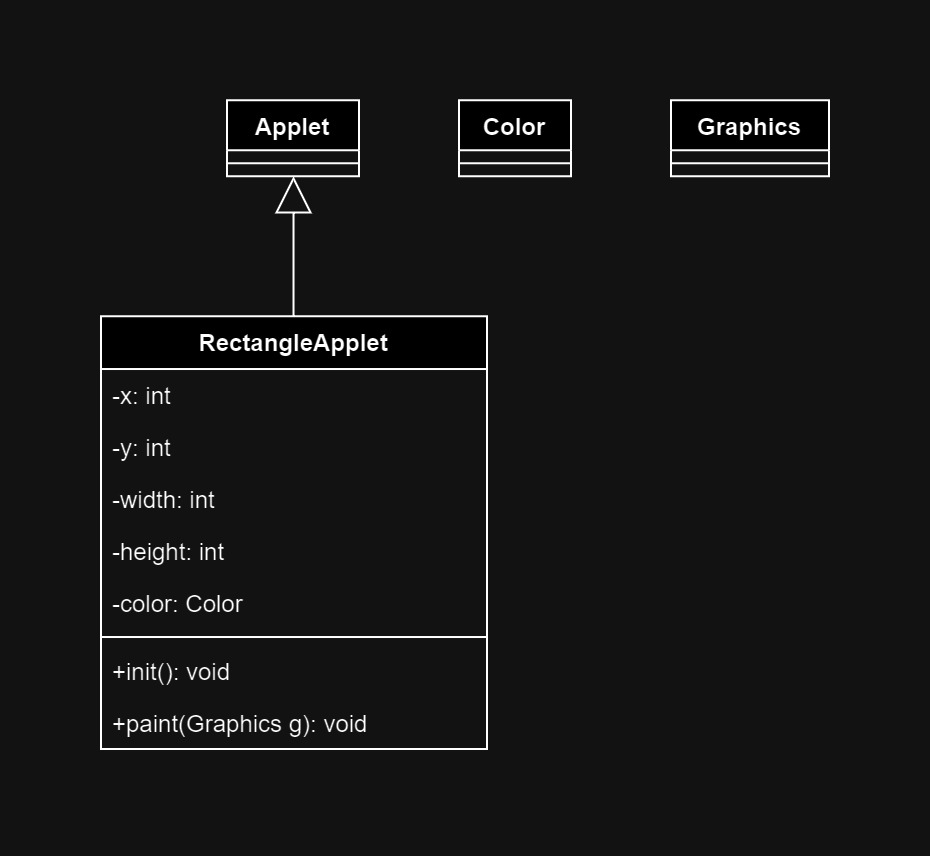 Applet
Color
Graphics
RectangleApplet
-x: int
-y: int
-width: int
-height: int
-color: Color
+init(): void
+paint(Graphics g): void